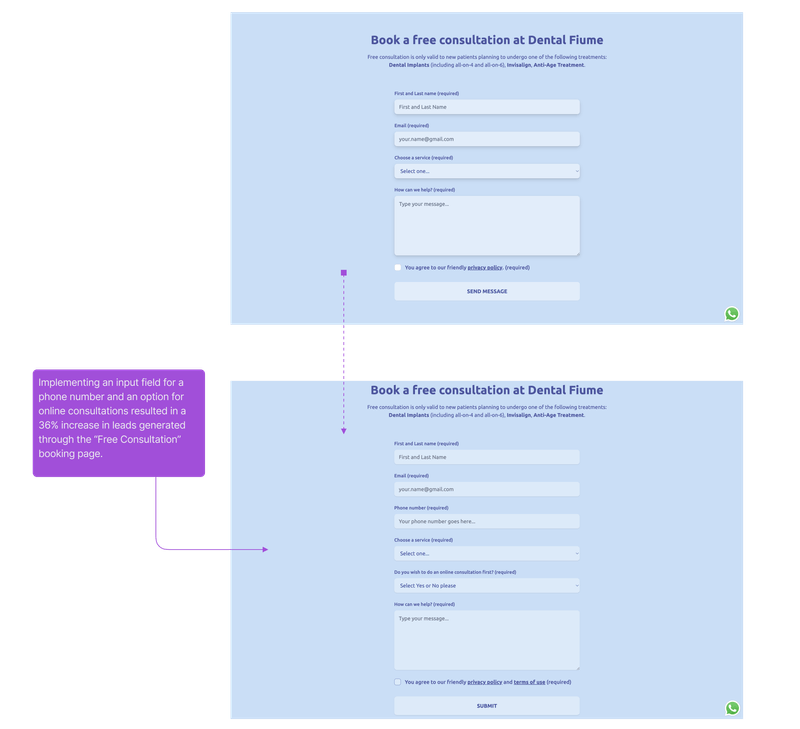 Book a free consultation at Dental Fiume
Free consultation is only valid to new patients planning to undergo one of the following treatments:
Dental Implants (including all-on-4 and all-on-6), Invisalign, Anti-Age Treatment.
First and Last name (required)
First and Last Name
Email (required)
your.name@gmail.com
Choose a service (required)
Select one...
How can we help? (required)
Type your message...
You agree to our friendly privacy policy. (required)
SEND MESSAGE
Implementing an input field for a
phone number and an option for
online consultations resulted in a
36% increase in leads generated
through the “Free Consultation”
booking page.
Book a free consultation at Dental Fiume
Free consultation is only valid to new patients planning to undergo one of the following treatments:
Dental Implants (including all-on-4 and all-on-6), Invisalign, Anti-Age Treatment.
First and Last name (required)
First and Last Name
Email (required)
your.name@gmail.com
Phone number (required)
Your phone number goes here...
Choose a service (required)
Select one...
Do you wish to do an online consultation first? (required)
Select Yes or No please
How can we help? (required)
Type your message...
You agree to our friendly privacy policy and terms of use (required)
SUBMIT